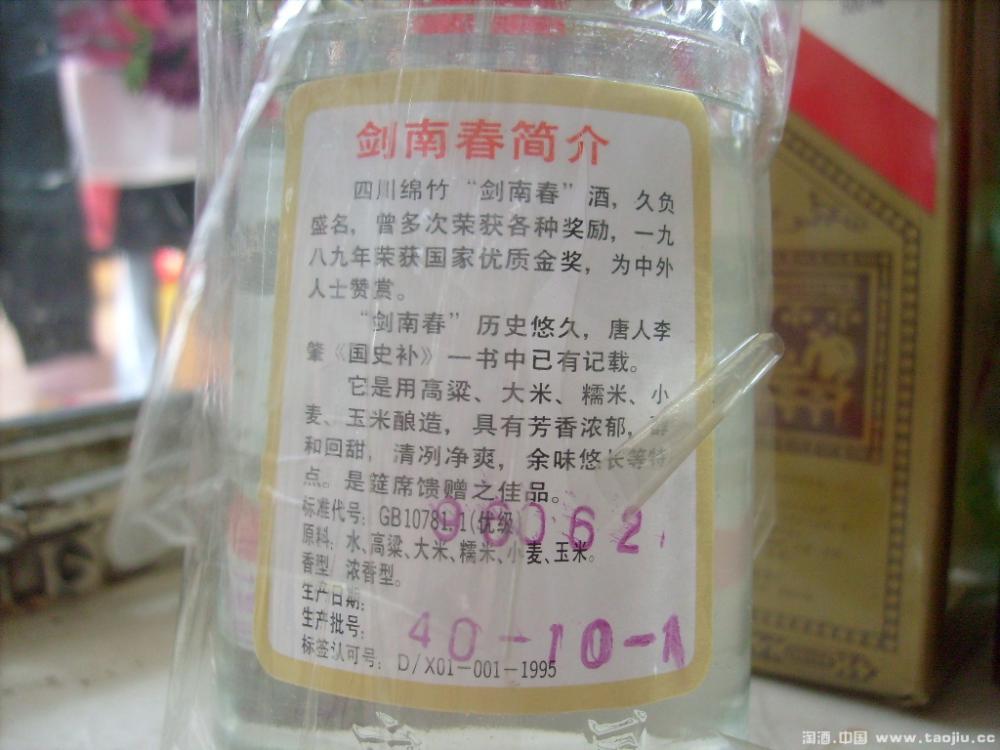 剑南春简介
四川绵竹“剑南春”酒，久负
盛名，曾多次荣获各种奖励，一九
八九年荣获国家优质金奖，为中外
人士赞赏。
“剑南春”历史悠久，唐人李
肇《国史补》一书中已有记载。
它是用高粱、大米、糯米、小
麦、玉米酿造，具有芳香浓郁，
和回甜，清冽净爽，余味悠长等特
点。是筵席馈赠之佳品。
标准代号：GB10781.1(优级)
原料：水、高粱、大米、糯米、小麦、玉米。
香型：浓香型。
生产日期：
生产批号：40-10-1
标签认可号：D/X01-001-1995
淘酒.中国 www.taojiu.cc